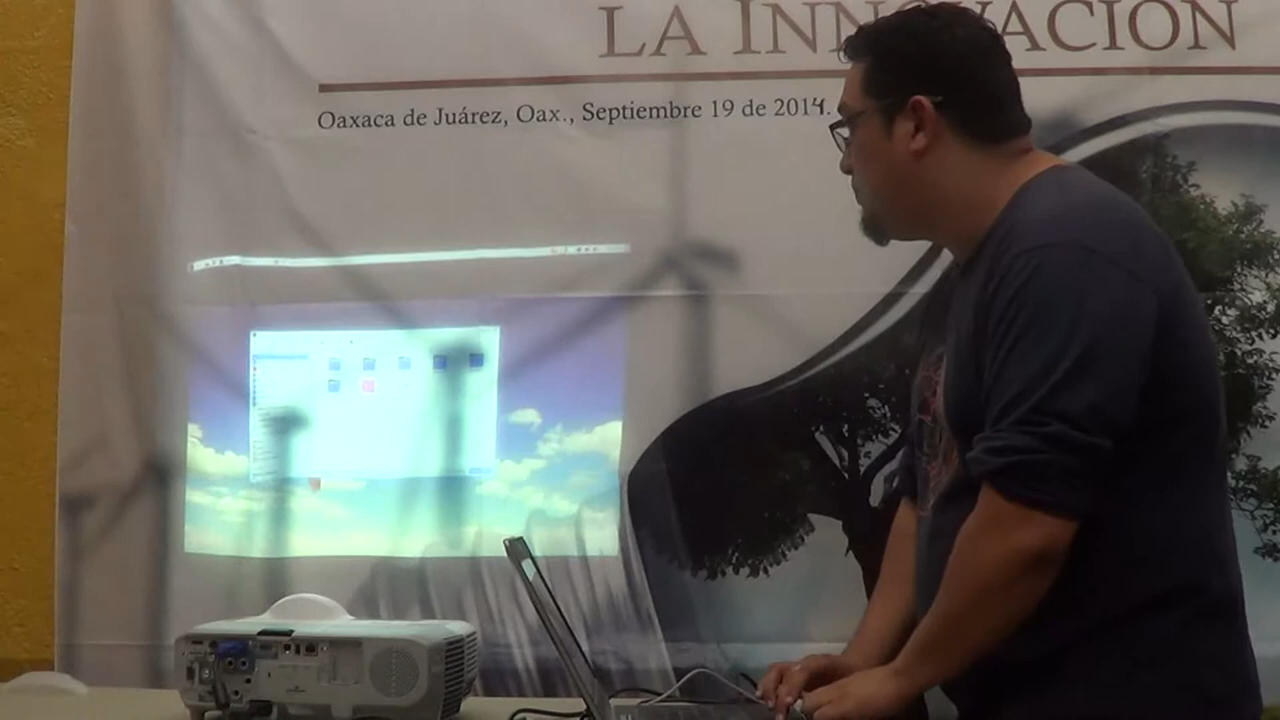 LA INNOVACIÓN
Oaxaca de Juárez, Oax., Septiembre 19 de 2014.